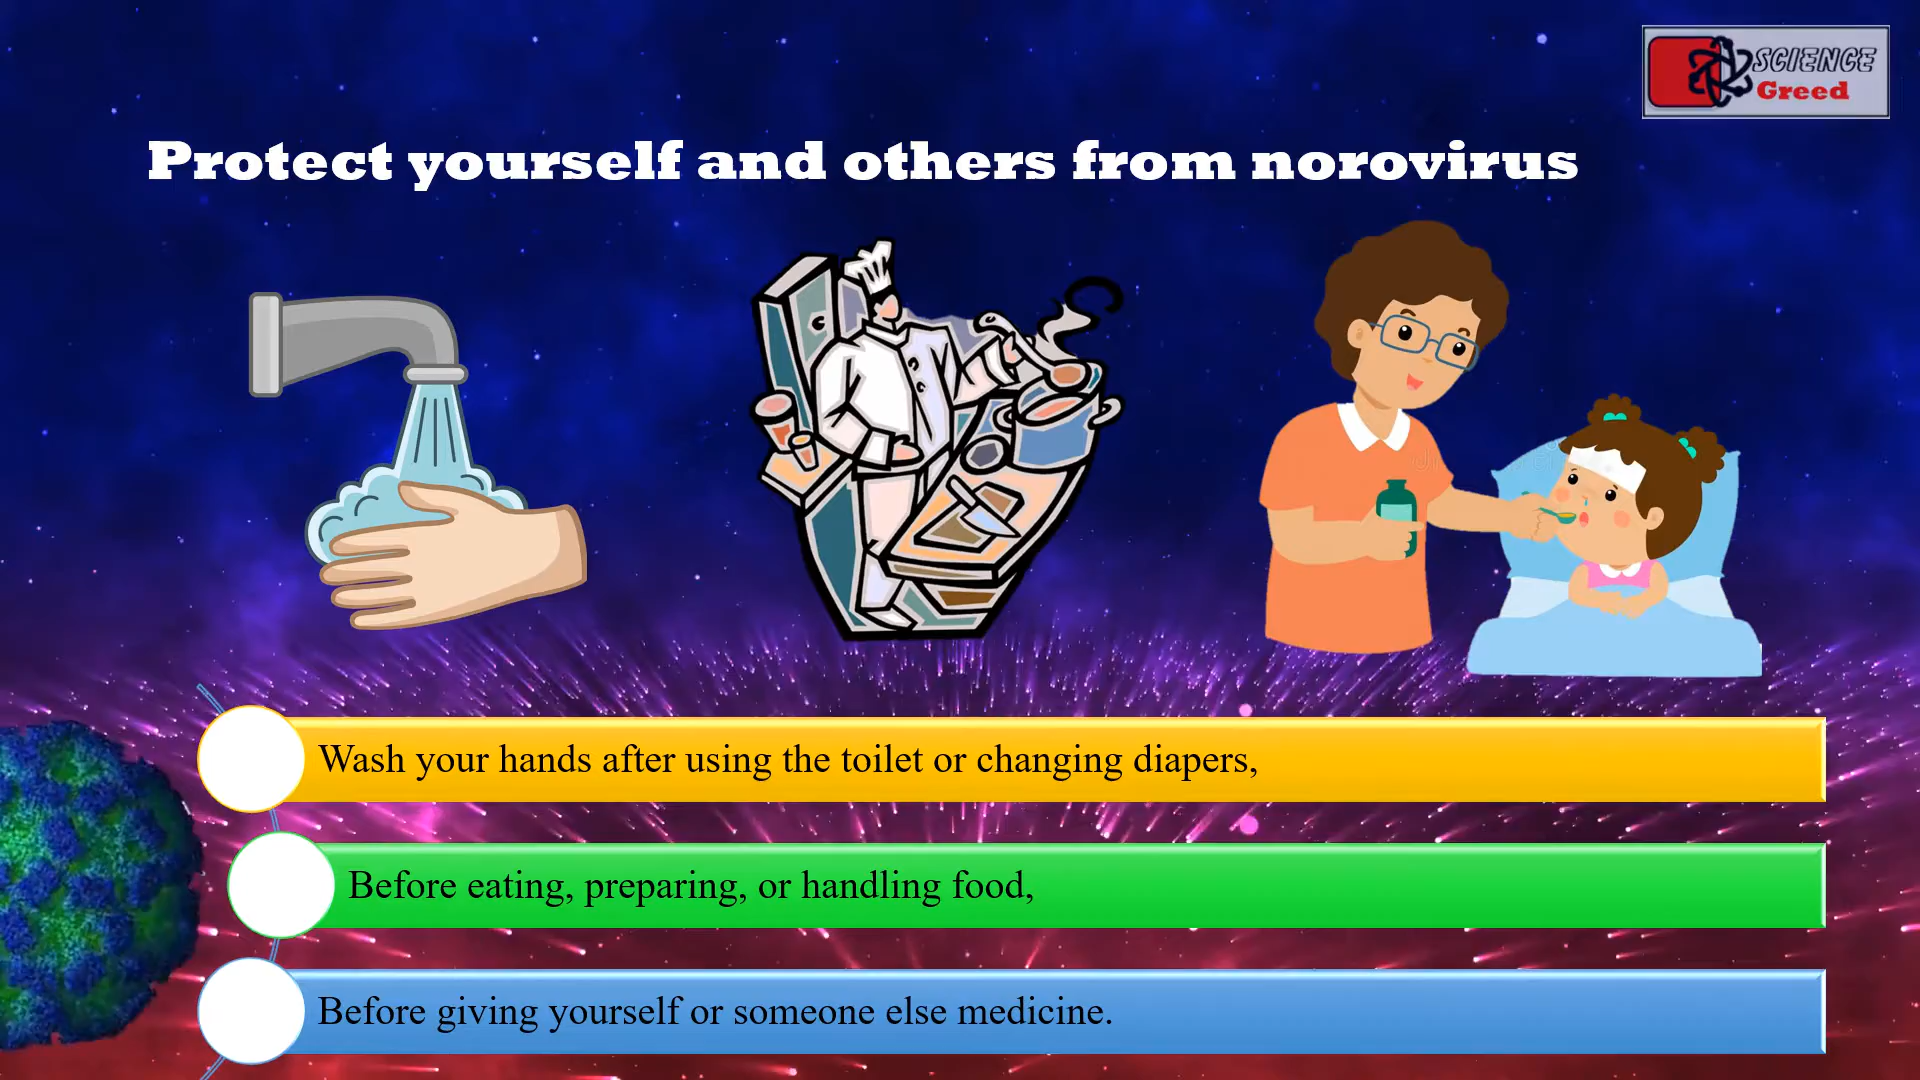 SCIENCE
Greed
Protect yourself and others from norovirus
Wash your hands after using the toilet or changing diapers,
Before eating, preparing, or handling food,
Before giving yourself or someone else medicine.